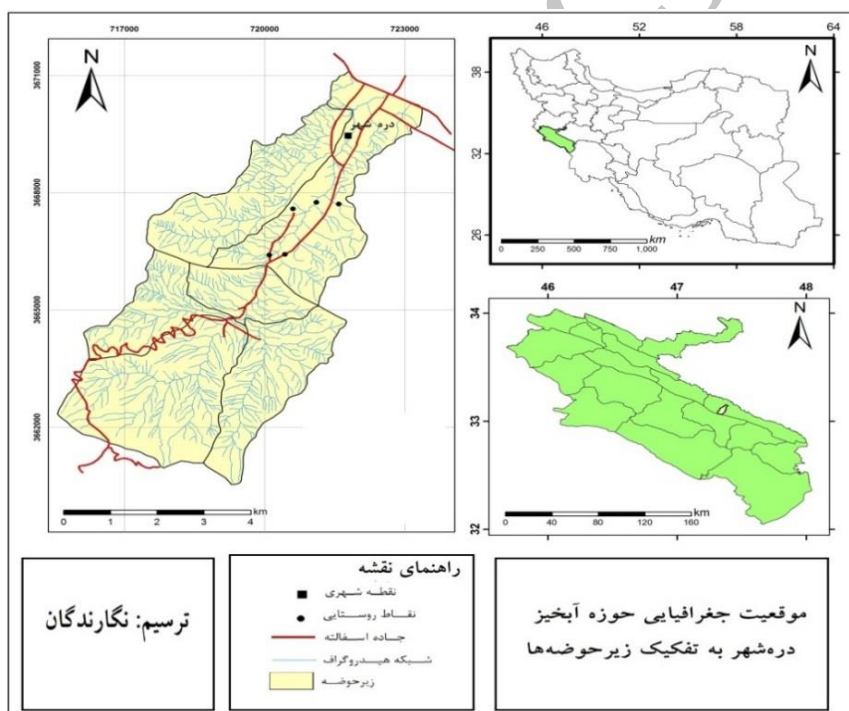 717000 720000 723000
N
3671000
3668000
3665000
3662000
دره شهر
km
0 1 2 3 4
46 52 58 64
N
38
32
26
km
0 250 500 750 1,000
46 47 48
N
34
33
32
km
0 40 80 120 160
ترسیم: نگارندگان
راهنمای نقشه
نقطه شهری
نقاط روستایی
جاده اسفالته
شبکه هیدروگراف
زیرحوضه
موقعیت جغرافیایی حوزه آبخیز
دره‌شهر به تفکیک زیرحوضه‌ها